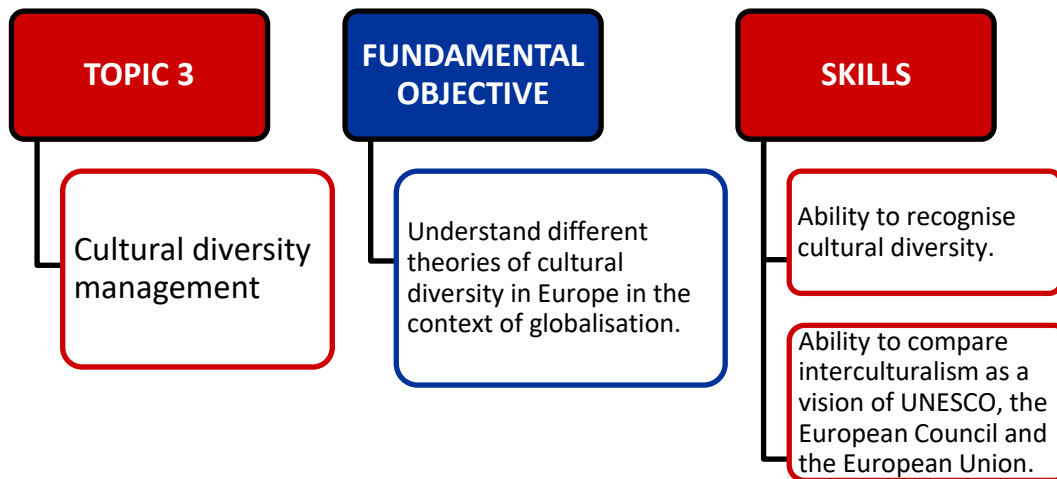 TOPIC 3
Cultural diversity
management
FUNDAMENTAL
OBJECTIVE
Understand different
theories of cultural
diversity in Europe in the
context of globalisation.
SKILLS
Ability to recognise
cultural diversity.
Ability to compare
interculturalism as a
vision of UNESCO, the
European Council and
the European Union.